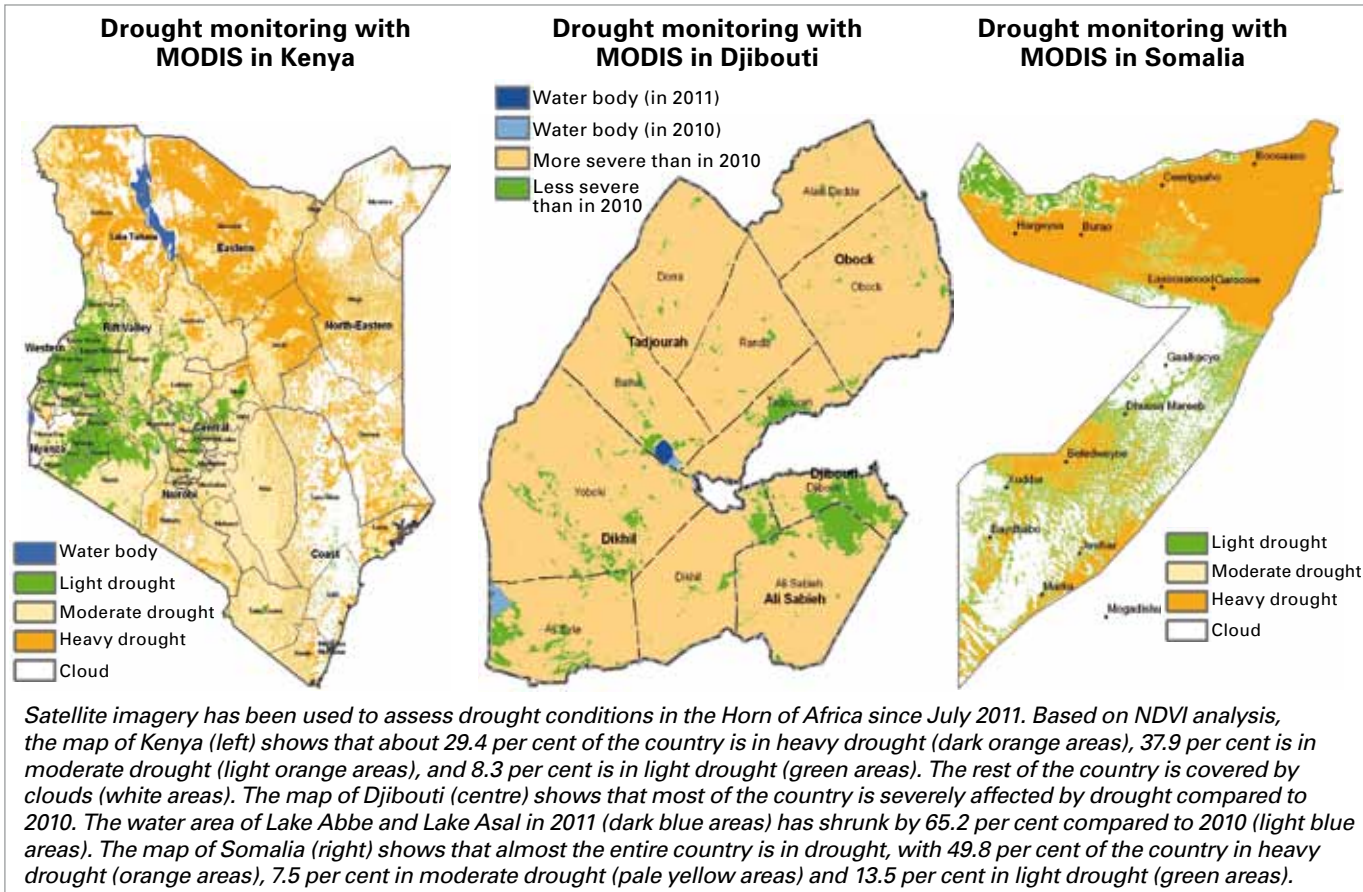 Drought monitoring with
MODIS in Kenya
Drought monitoring with
MODIS in Djibouti
Drought monitoring with
MODIS in Somalia
Water body (in 2011)
Water body (in 2010)
More severe than in 2010
Less severe
than in 2010
Eastern
North-Eastern
Rift Valley
Western
Central
Nyanza
Nairobi
Coast
Water body
Light drought
Moderate drought
Heavy drought
Cloud
Obock
Obock
Dorra
Tadjourah
Randa
Balha
Yoboki
Dikhil
Dikhil
Djibouti
Ali Sabieh
Ali Sabieh
Boosaaso
Ceerigaabo
Hargeysa
Burao
Garoowe
Gaalkacyo
Dhuusa Mareeb
Beledweyne
Xuddur
Baydhabo
Jowhar
Marka
Mogadishu
Light drought
Moderate drought
Heavy drought
Cloud
Satellite imagery has been used to assess drought conditions in the Horn of Africa since July 2011. Based on NDVI analysis,
the map of Kenya (left) shows that about 29.4 per cent of the country is in heavy drought (dark orange areas), 37.9 per cent is in
moderate drought (light orange areas), and 8.3 per cent is in light drought (green areas). The rest of the country is covered by
clouds (white areas). The map of Djibouti (centre) shows that most of the country is severely affected by drought compared to
2010. The water area of Lake Abbe and Lake Asal in 2011 (dark blue areas) has shrunk by 65.2 per cent compared to 2010 (light blue
areas). The map of Somalia (right) shows that almost the entire country is in drought, with 49.8 per cent of the country in heavy
drought (orange areas), 7.5 per cent in moderate drought (pale yellow areas) and 13.5 per cent in light drought (green areas).